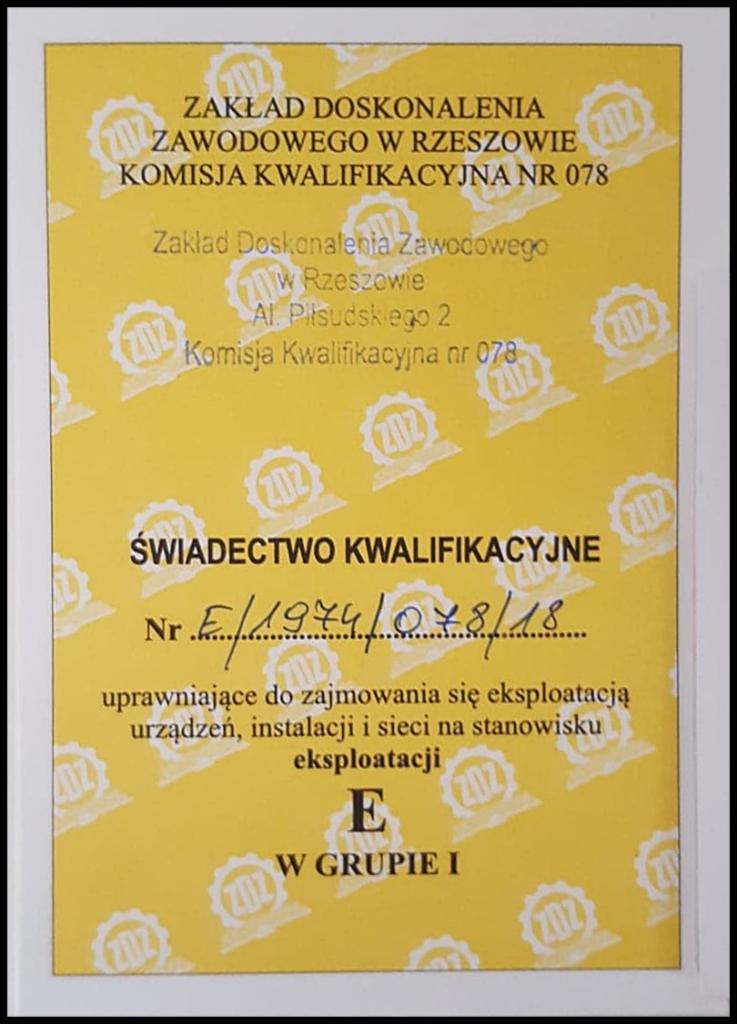 ZAKŁAD DOSKONALENIA
ZAWODOWEGO W RZESZOWIE
KOMISJA KWALIFIKACYJNA NR 078
Zakład Doskonalenia Zawodowego
w Rzeszowie
Al. Piłsudskiego 2
Komisja Kwalifikacyjna nr 078
ŚWIADECTWO KWALIFIKACYJNE
Nr E/1974/078/18
uprawniające do zajmowania się eksploatacją
urządzeń, instalacji i sieci na stanowisku
eksploatacji
E
W GRUPIE I